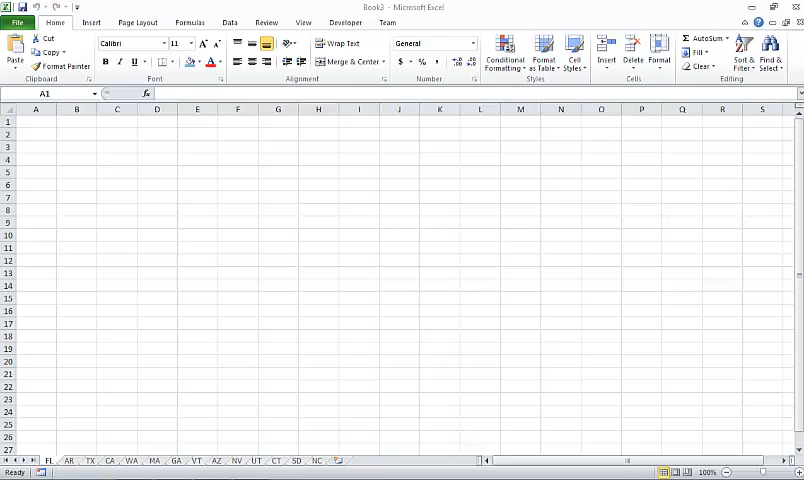 Book3 - Microsoft Excel
File Home Insert Page Layout Formulas Data Review View Developer Team
Cut Calibri 11 Wrap Text General AutoSum
Copy Fill
Paste Format Painter B I U A Merge & Center $ % , Conditional Formatting Format as Table Cell Styles Insert Delete Format Clear Sort & Filter Find & Select
Clipboard Font Alignment Number Styles Cells Editing
A1 fx
A B C D E F G H I J K L M N O P Q R S
1
2
3
4
5
6
7
8
9
10
11
12
13
14
15
16
17
18
19
20
21
22
23
24
25
26
27
FL AR TX CA WA MA GA VT AZ NV UT CT SD NC
Ready 100%